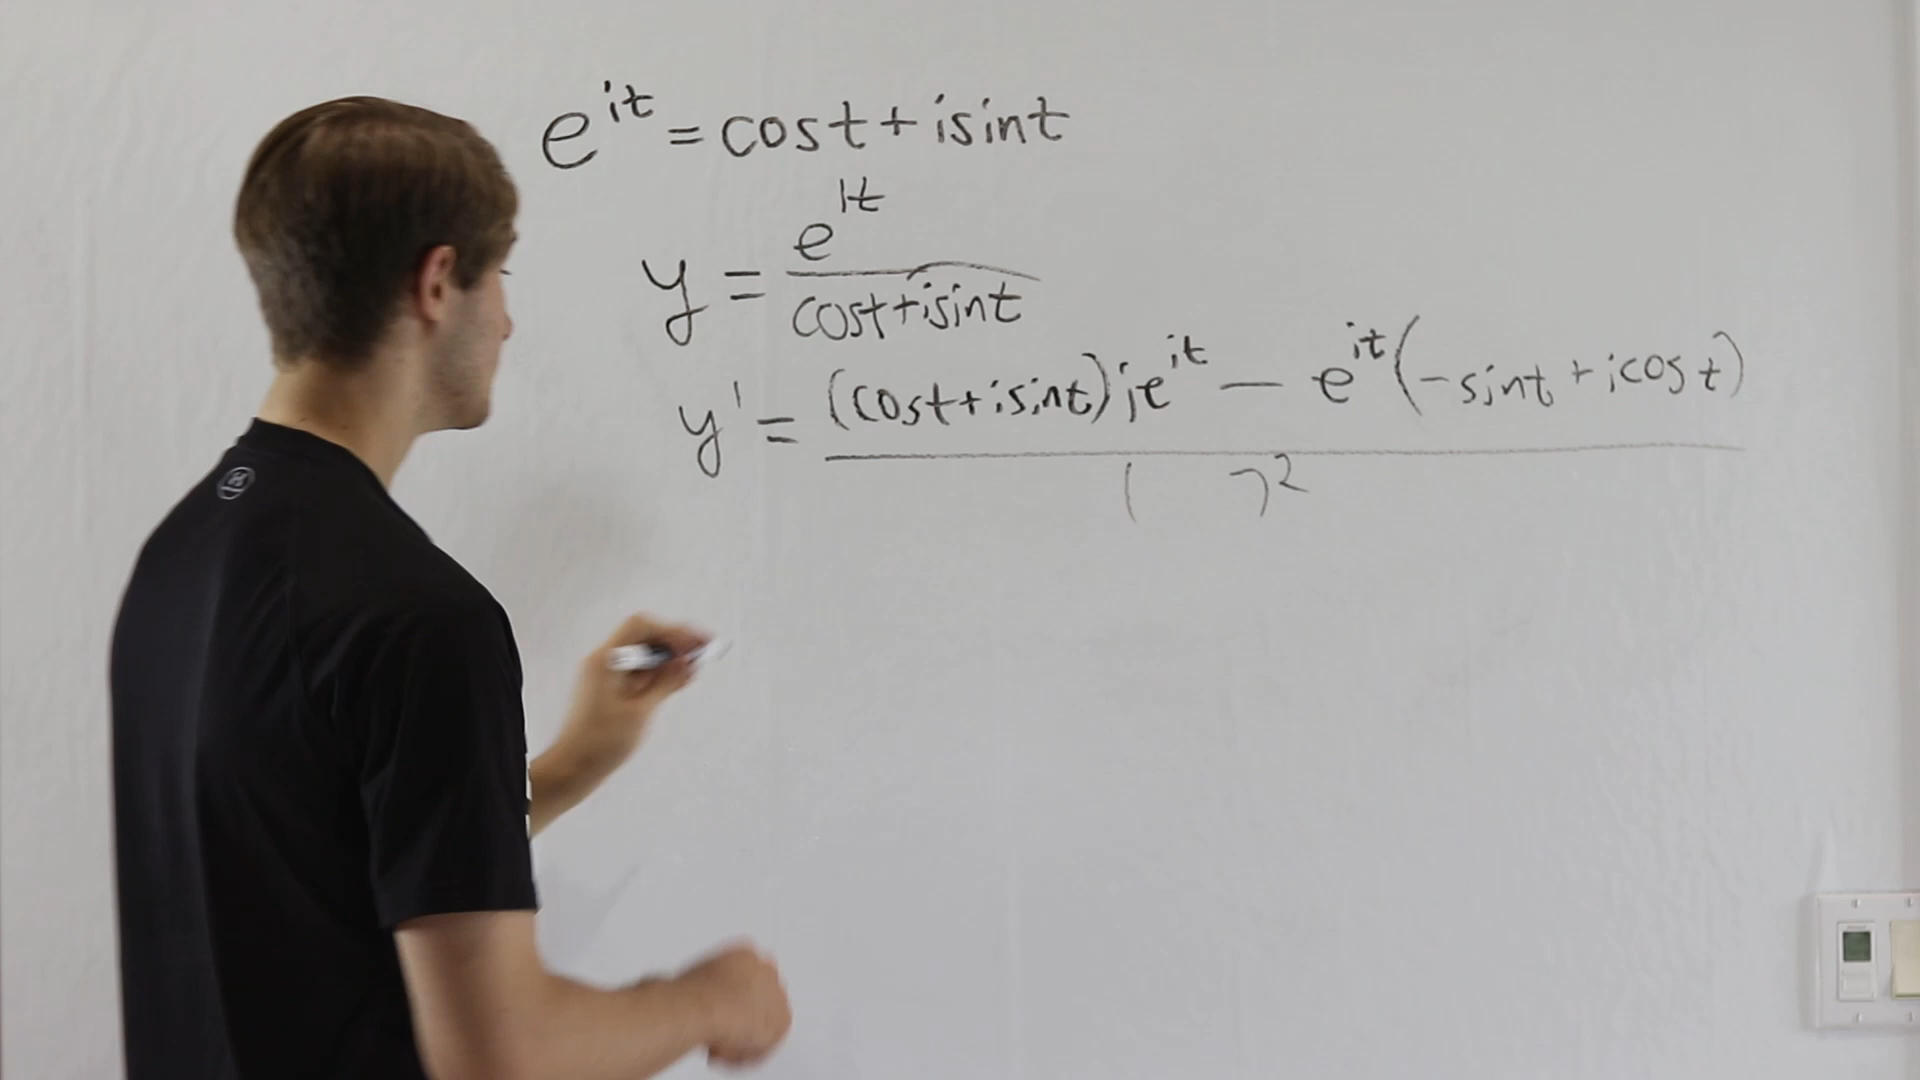 e^{it} = cost + isint
y = e^{it} / cost+isint
y' = (cost+isint)ie^{it} − e^{it}(-sint + icost) / ( )^2